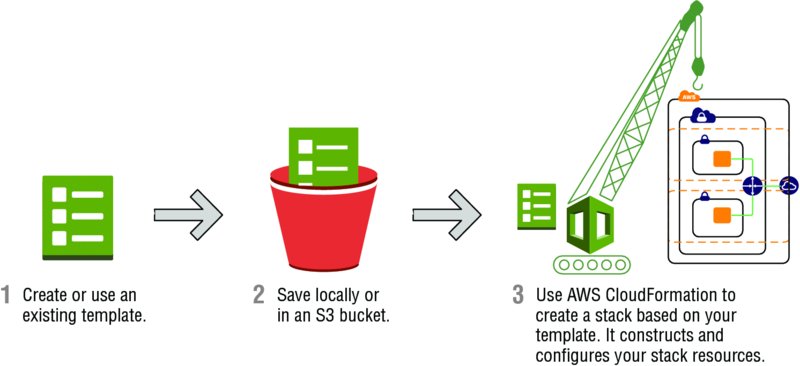 AWS
1 Create or use an
existing template.
2 Save locally or
in an S3 bucket.
3 Use AWS CloudFormation to
create a stack based on your
template. It constructs and
configures your stack resources.